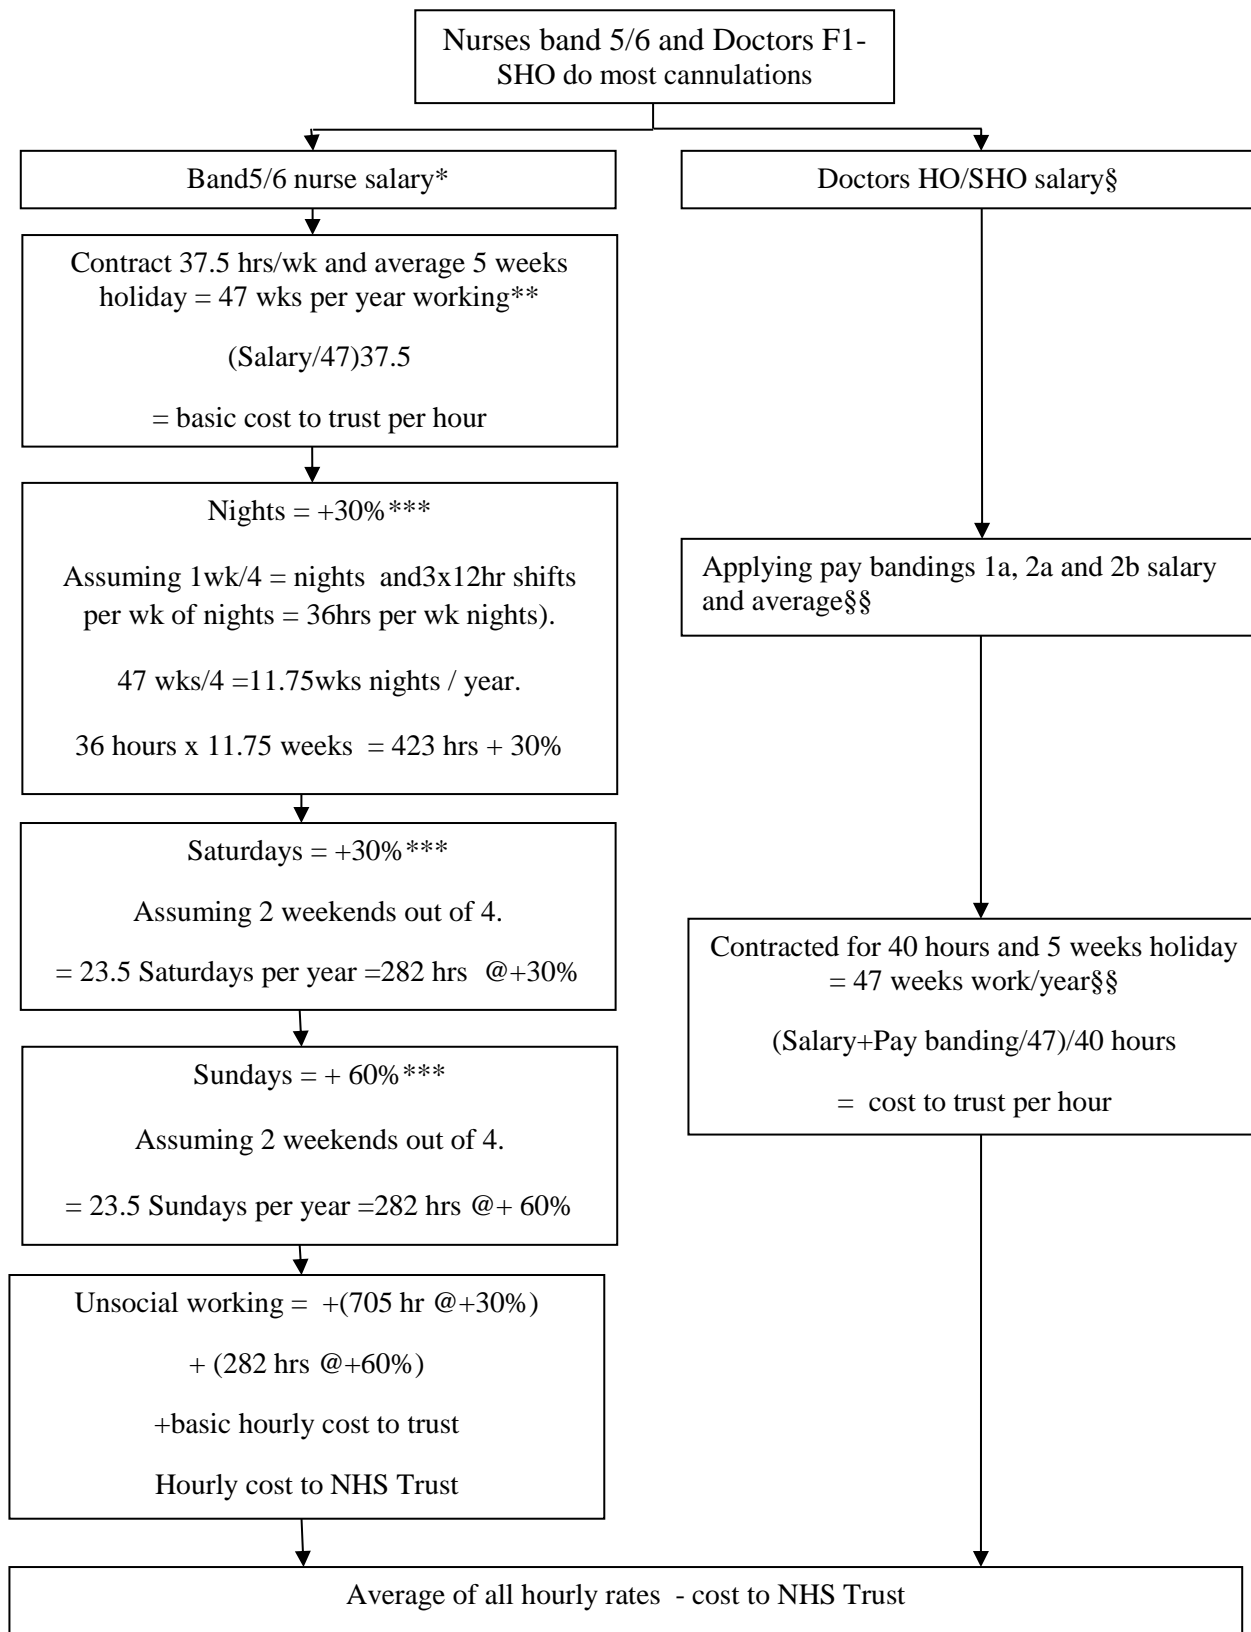 Nurses band 5/6 and Doctors F1-
SHO do most cannulations
Band5/6 nurse salary*
Contract 37.5 hrs/wk and average 5 weeks
holiday = 47 wks per year working**
(Salary/47)37.5
= basic cost to trust per hour
Nights = +30%***
Assuming 1wk/4 = nights  and3x12hr shifts
per wk of nights = 36hrs per wk nights).
47 wks/4 =11.75wks nights / year.
36 hours x 11.75 weeks  = 423 hrs + 30%
Saturdays = +30%***
Assuming 2 weekends out of 4.
= 23.5 Saturdays per year =282 hrs  @+30%
Sundays = + 60%***
Assuming 2 weekends out of 4.
= 23.5 Sundays per year =282 hrs @+ 60%
Unsocial working =  +(705 hr @+30%)
+ (282 hrs @+60%)
+basic hourly cost to trust
Hourly cost to NHS Trust
Doctors HO/SHO salary§
Applying pay bandings 1a, 2a and 2b salary
and average§§
Contracted for 40 hours and 5 weeks holiday
= 47 weeks work/year§§
(Salary+Pay banding/47)/40 hours
=  cost to trust per hour
Average of all hourly rates  - cost to NHS Trust